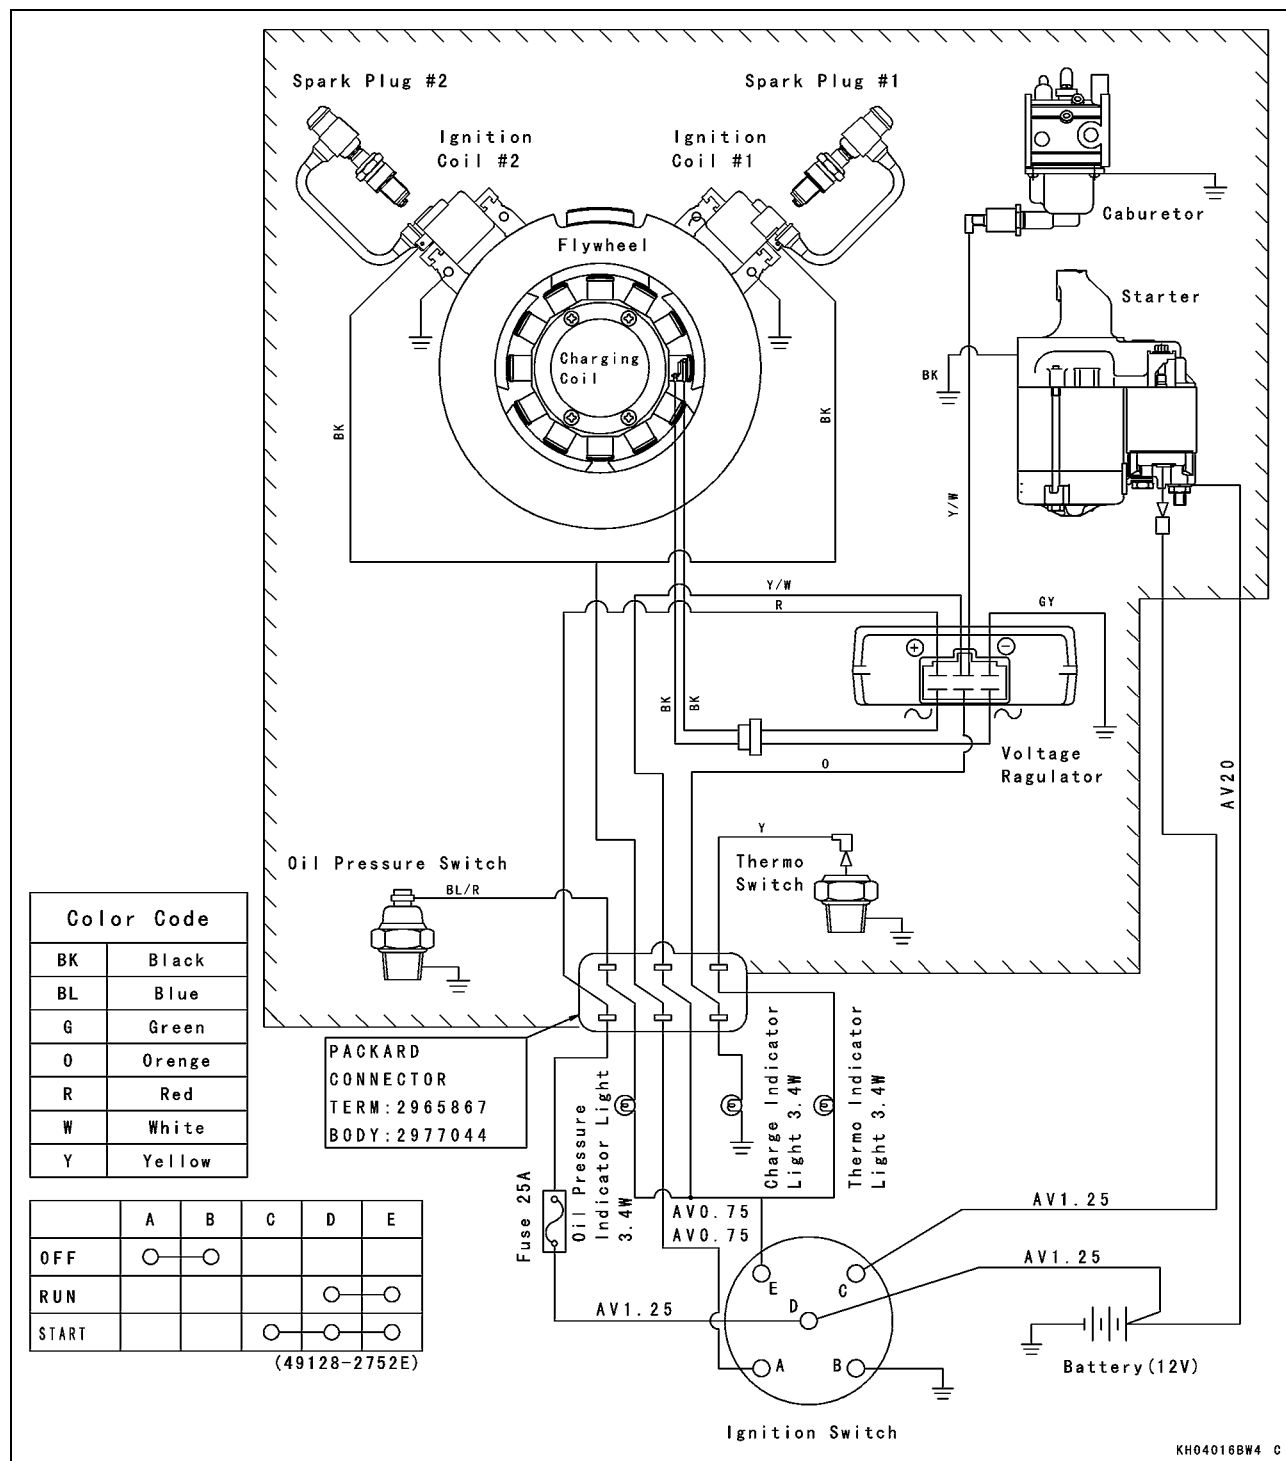 Spark Plug #2
Spark Plug #1
Ignition
Coil #2
Ignition
Coil #1
Caburetor
Flywheel
Starter
Charging
Coil
BK
BK
BK
Y/W
Y/W
R
GY
+
−
BK
BK
Voltage
Ragulator
O
AV20
Oil Pressure Switch
BL/R
Y
Thermo
Switch
Color Code
BK Black
BL Blue
G Green
O Orenge
R Red
W White
Y Yellow
PACKARD
CONNECTOR
TERM:2965867
BODY:2977044
Oil Pressure
Indicator Light
3.4W
Charge Indicator
Light 3.4W
Thermo Indicator
Light 3.4W
Fuse 25A
AV0.75
AV0.75
AV1.25
AV1.25
AV1.25
E
C
D
A
B
A B C D E
OFF
RUN
START
(49128-2752E)
Battery(12V)
Ignition Switch
KH04016BW4 C